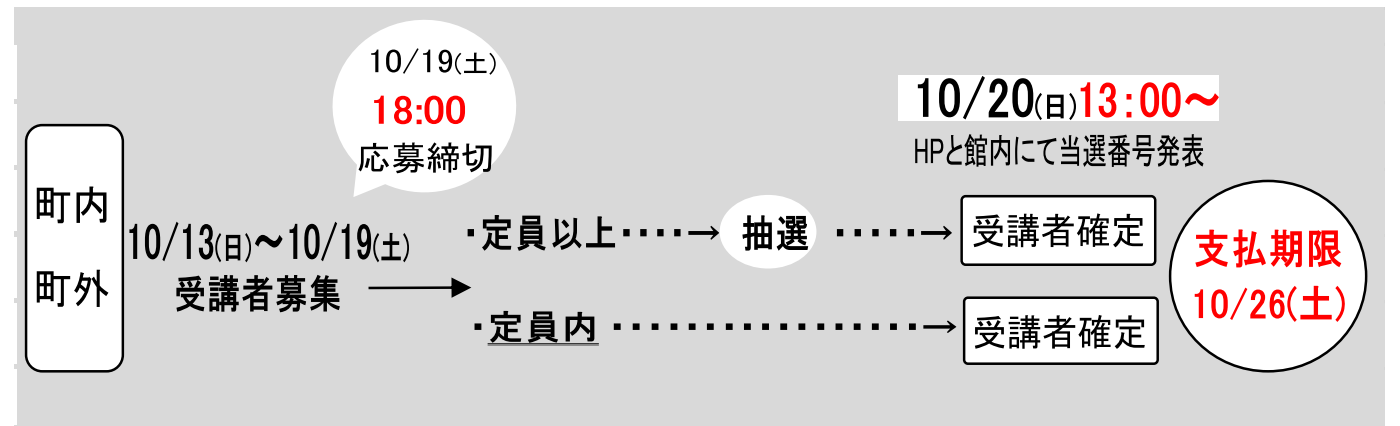 町内
町外
10/19(土)
18:00
応募締切
10/13(日)～10/19(土)
受講者募集
・定員以上‥‥→
抽選
‥‥‥→
受講者確定
・定員内 ‥‥‥‥‥‥‥‥→
受講者確定
10/20(日)13:00～
HPと館内にて当選番号発表
支払期限
10/26(土)